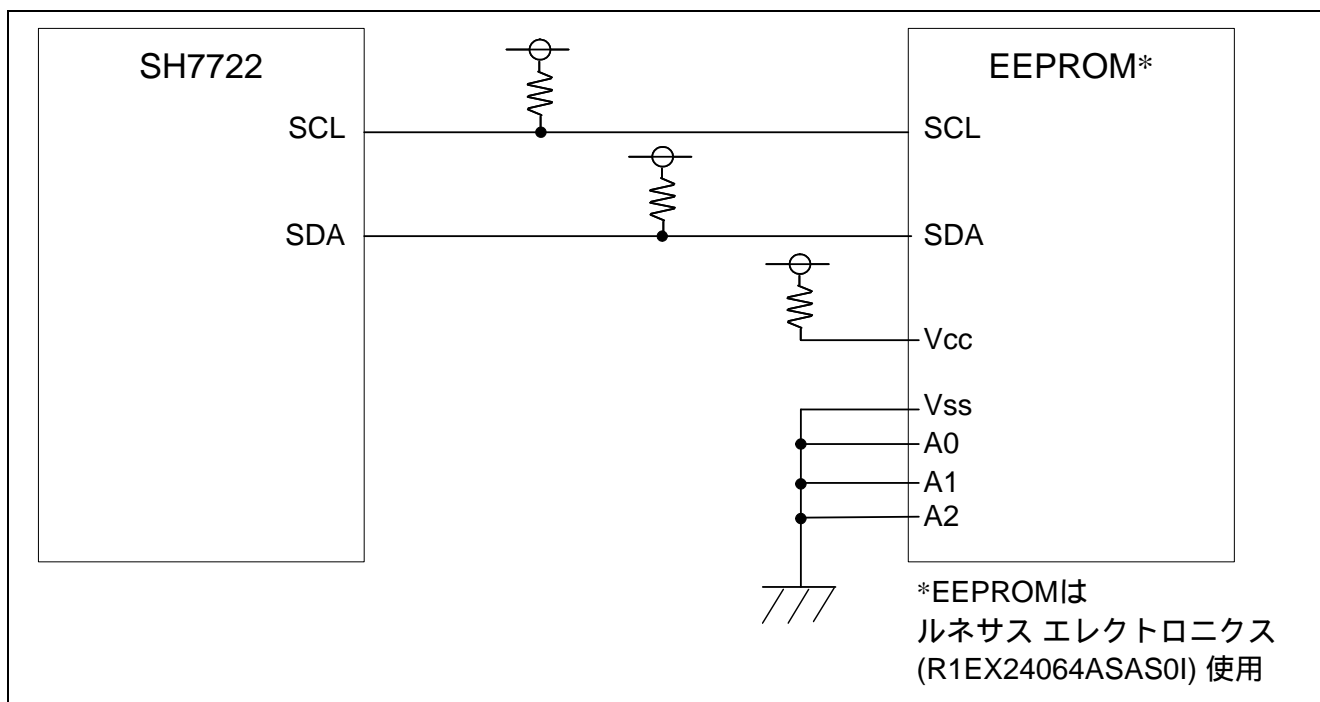 SH7722
EEPROM*
SCL
SCL
SDA
SDA
Vcc
Vss
A0
A1
A2
*EEPROMは
ルネサス エレクトロニクス
(R1EX24064ASAS0I) 使用